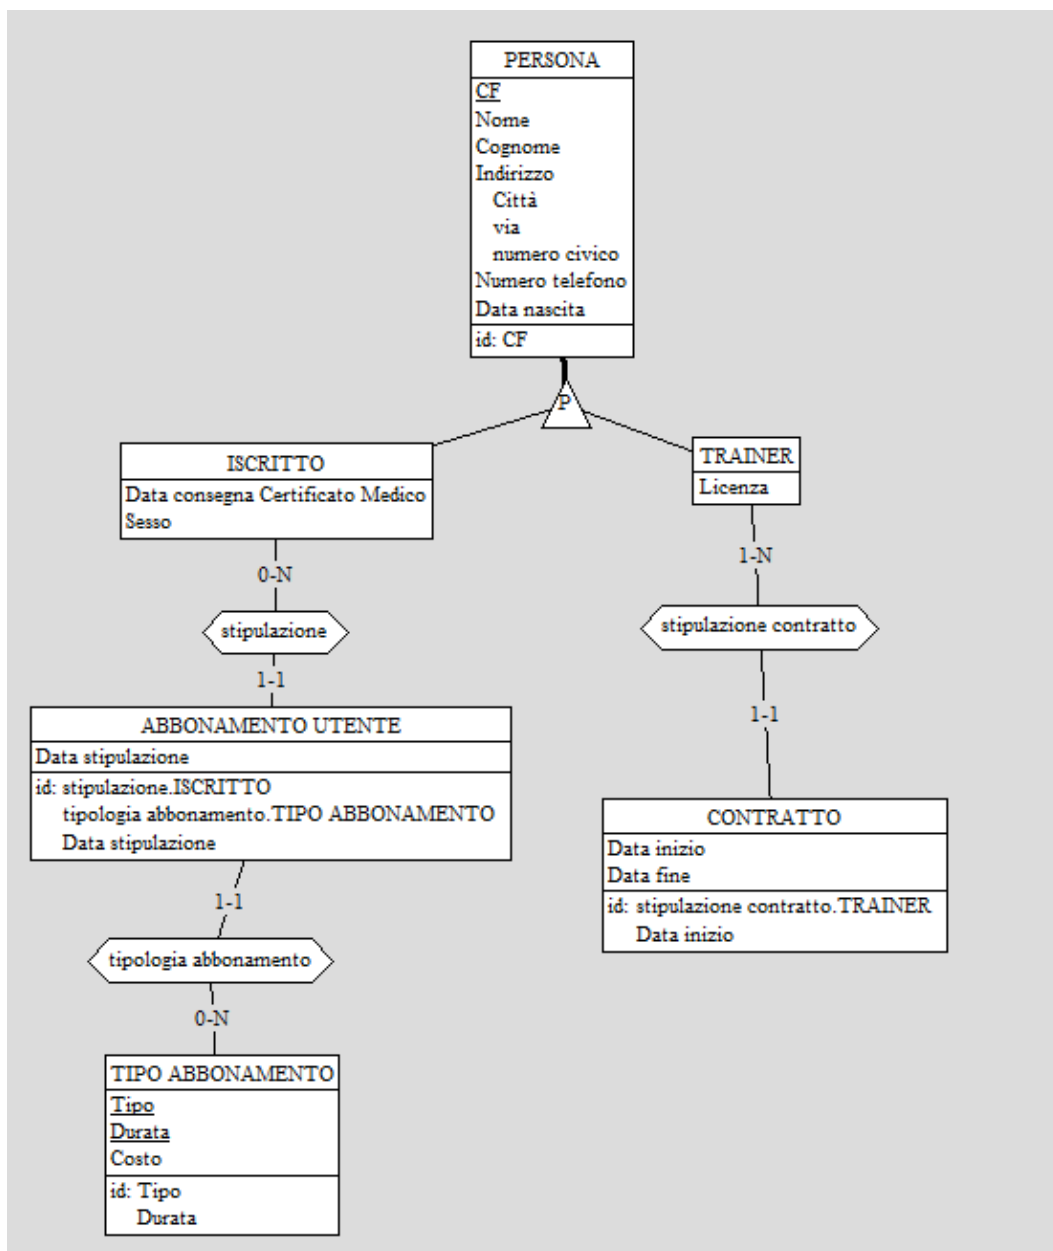 PERSONA
CF
Nome
Cognome
Indirizzo
Città
via
numero civico
Numero telefono
Data nascita
id: CF
P
ISCRITTO
Data consegna Certificato Medico
Sesso
TRAINER
Licenza
0-N
1-N
stipulazione
stipulazione contratto
1-1
1-1
ABBONAMENTO UTENTE
Data stipulazione
id: stipulazione.ISCRITTO
tipologia abbonamento.TIPO ABBONAMENTO
Data stipulazione
CONTRATTO
Data inizio
Data fine
id: stipulazione contratto.TRAINER
Data inizio
1-1
tipologia abbonamento
0-N
TIPO ABBONAMENTO
Tipo
Durata
Costo
id: Tipo
Durata